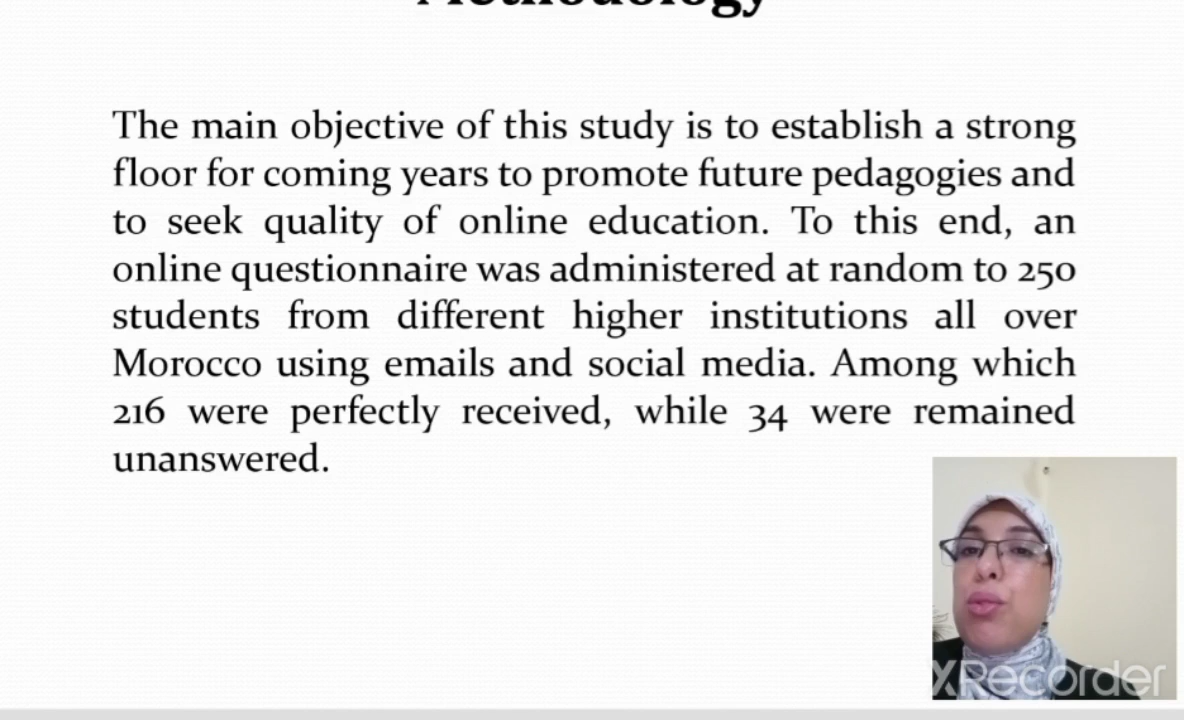 Methodology
The main objective of this study is to establish a strong
floor for coming years to promote future pedagogies and
to seek quality of online education. To this end, an
online questionnaire was administered at random to 250
students from different higher institutions all over
Morocco using emails and social media. Among which
216 were perfectly received, while 34 were remained
unanswered.
XRecorder